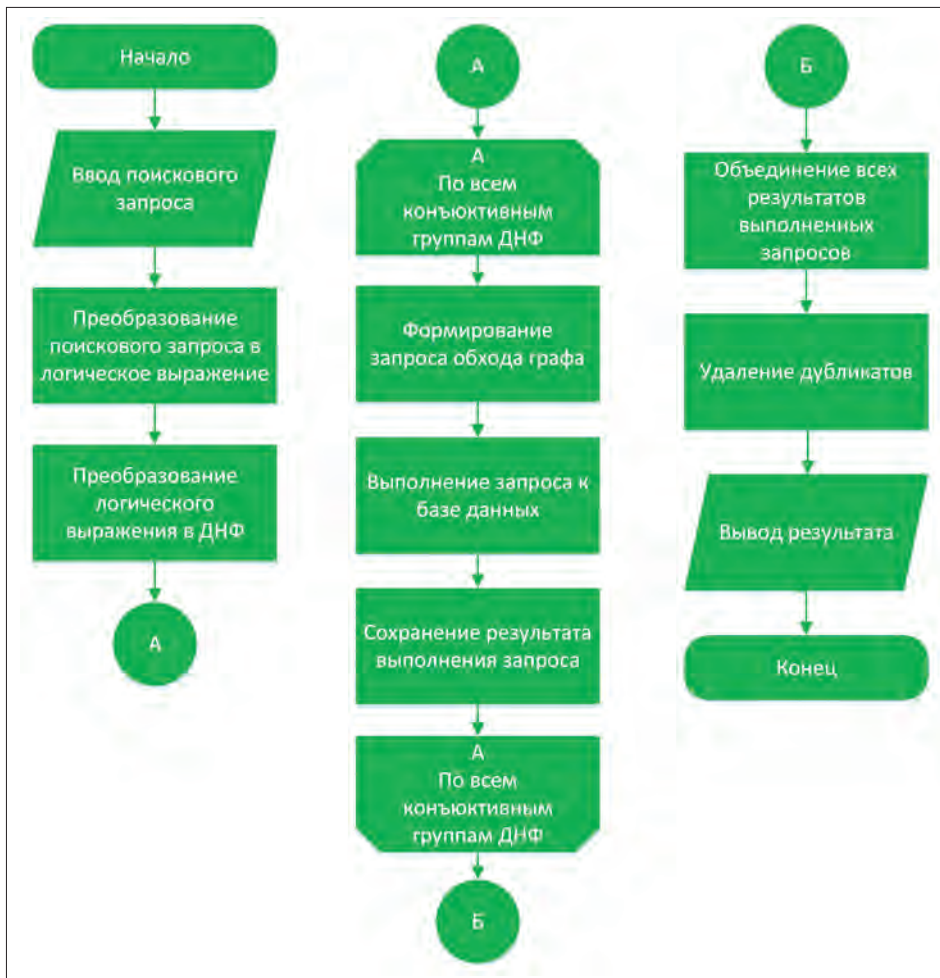 Начало
Ввод поискового
запроса
Преобразование
поискового запроса в
логическое выражение
Преобразование
логического
выражения в ДНФ
А
А
А
По всем
конъюктивным
группам ДНФ
Формирование
запроса обхода графа
Выполнение запроса к
базе данных
Сохранение результата
выполнения запроса
А
По всем
конъюктивным
группам ДНФ
Б
Б
Объединение всех
результатов
выполненных
запросов
Удаление дубликатов
Вывод результата
Конец